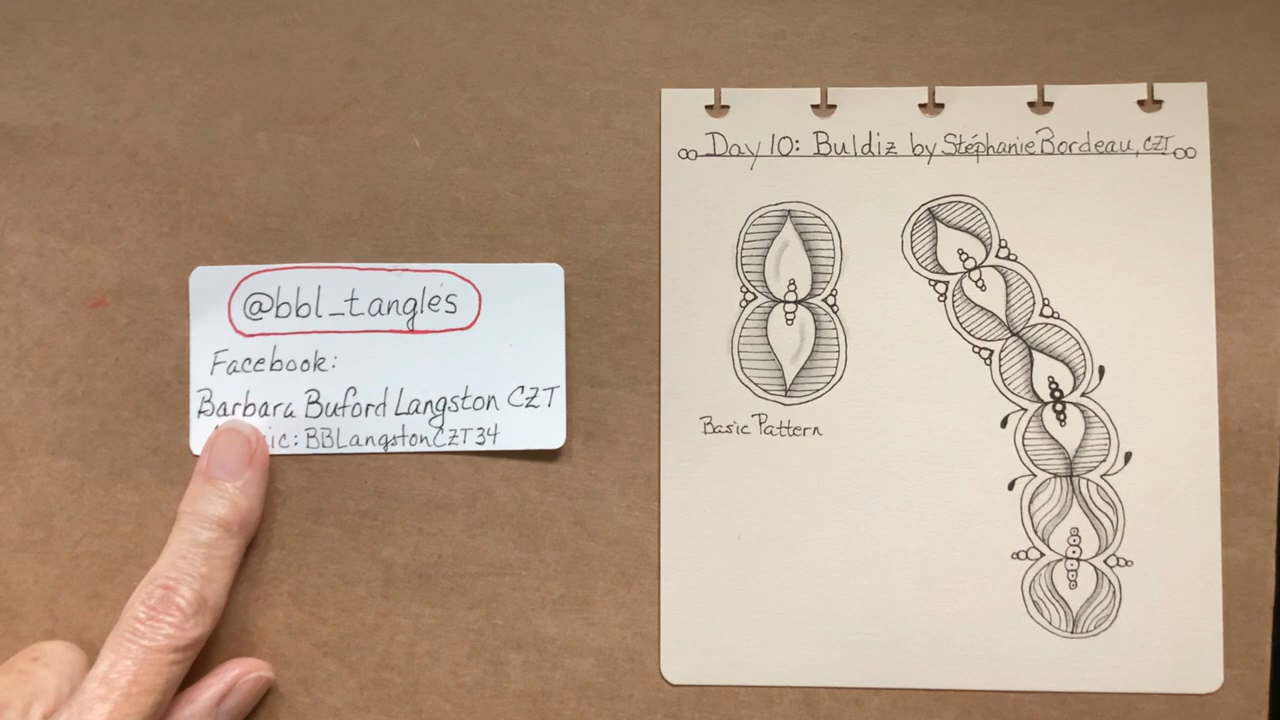 @bbl_tangles
Facebook:
Barbara Buford Langston CZT
BBLangstonCZT34
Day 10: Buldiz by Stéphanie Bordeau, CZT
Basic Pattern